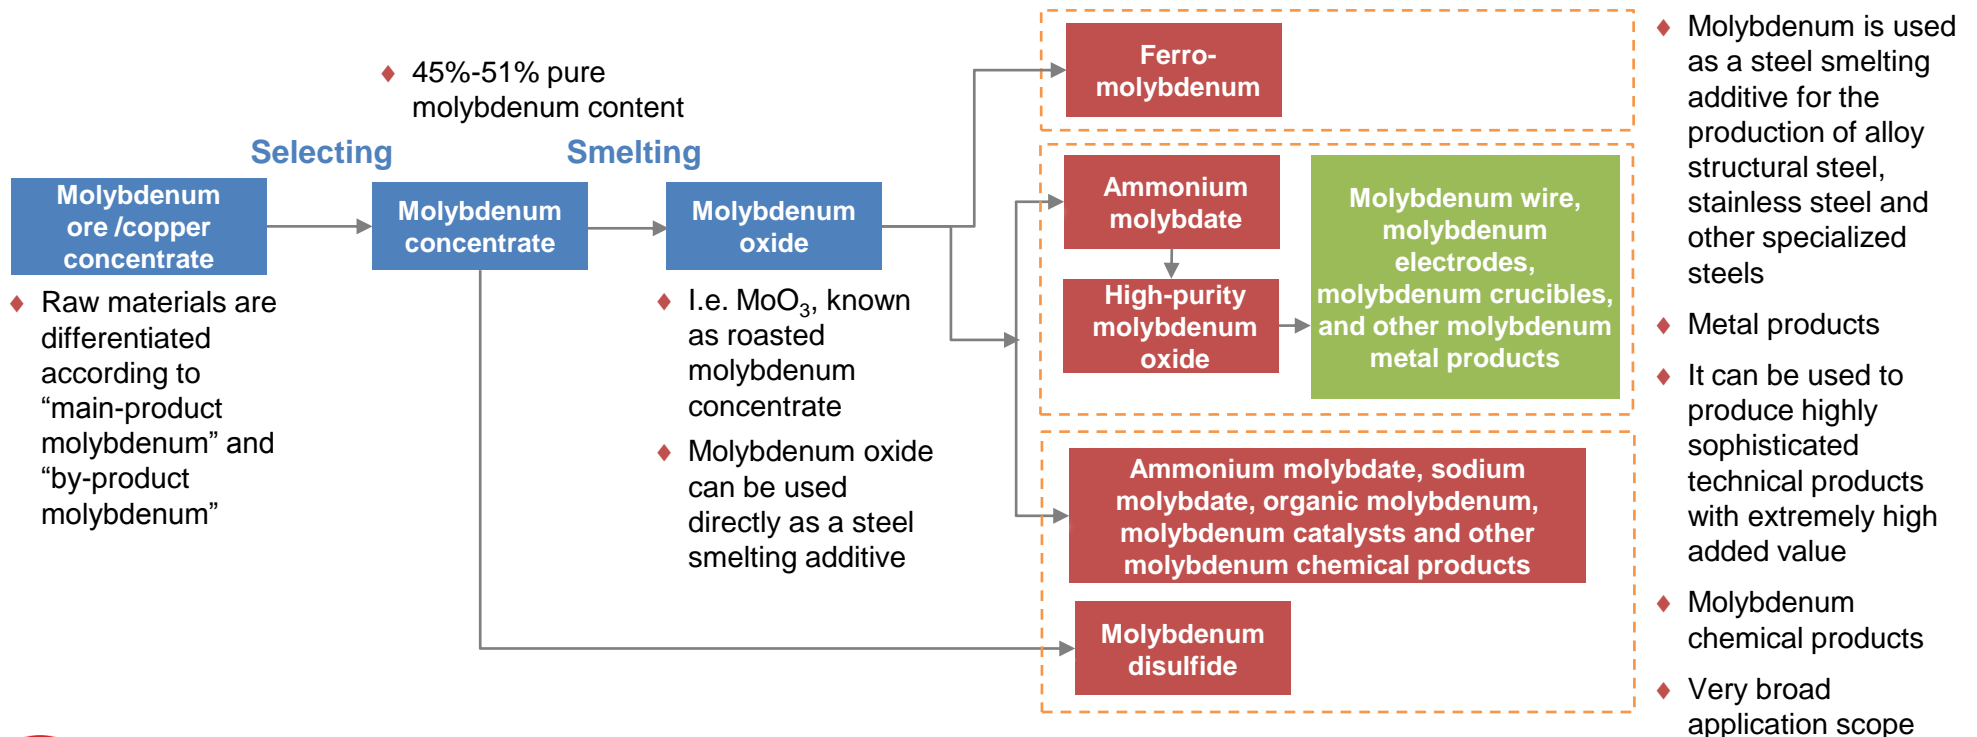 45%-51% pure
molybdenum content
Selecting
Smelting
Molybdenum
ore /copper
concentrate
Molybdenum
concentrate
Molybdenum
oxide
Raw materials are
differentiated
according to
“main-product
molybdenum” and
“by-product
molybdenum”
I.e. MoO₃, known
as roasted
molybdenum
concentrate
Molybdenum oxide
can be used
directly as a steel
smelting additive
Ferro-
molybdenum
Ammonium
molybdate
High-purity
molybdenum
oxide
Molybdenum wire,
molybdenum
electrodes,
molybdenum crucibles,
and other molybdenum
metal products
Ammonium molybdate, sodium
molybdate, organic molybdenum,
molybdenum catalysts and other
molybdenum chemical products
Molybdenum
disulfide
Molybdenum is used
as a steel smelting
additive for the
production of alloy
structural steel,
stainless steel and
other specialized
steels
Metal products
It can be used to
produce highly
sophisticated
technical products
with extremely high
added value
Molybdenum
chemical products
Very broad
application scope